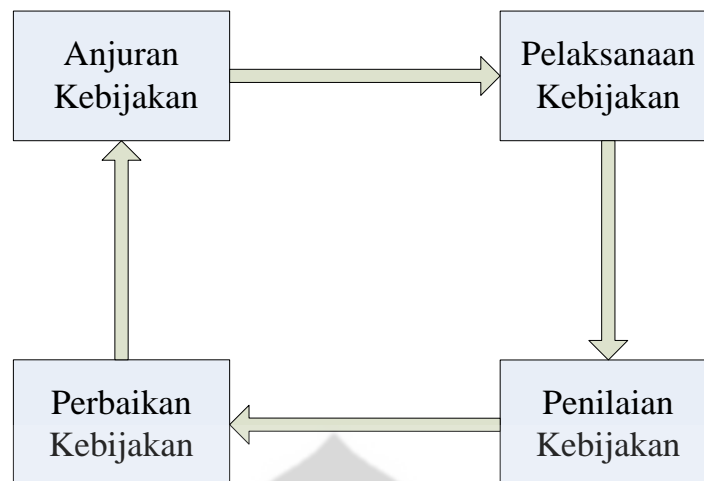 Anjuran
Kebijakan
Pelaksanaan
Kebijakan
Perbaikan
Kebijakan
Penilaian
Kebijakan